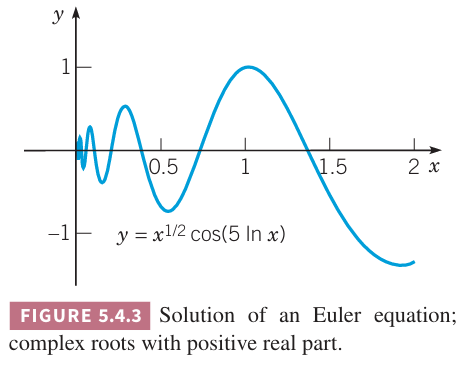 y
1
0.5 1 1.5 2 x
−1
y = x^{1/2} cos(5 ln x)
FIGURE 5.4.3 Solution of an Euler equation;
complex roots with positive real part.